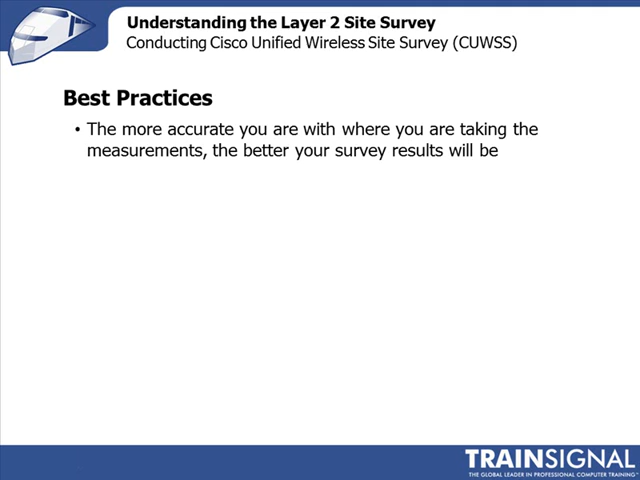 Understanding the Layer 2 Site Survey
Conducting Cisco Unified Wireless Site Survey (CUWSS)
Best Practices
• The more accurate you are with where you are taking the
measurements, the better your survey results will be
TRAINSIGNAL
THE GLOBAL LEADER IN PROFESSIONAL COMPUTER TRAINING™